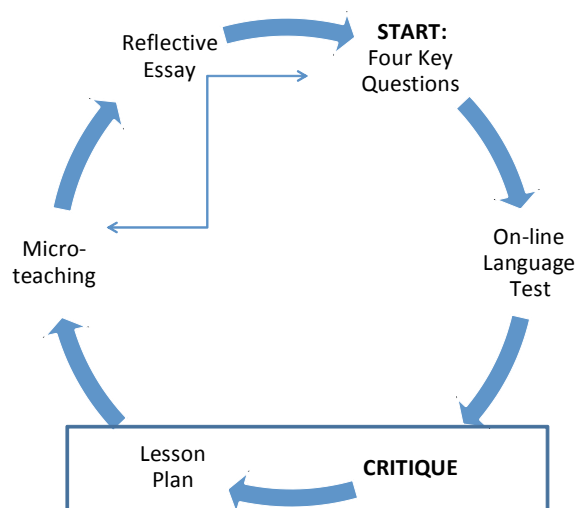 START:
Four Key
Questions
On-line
Language
Test
CRITIQUE
Lesson
Plan
Micro-
teaching
Reflective
Essay